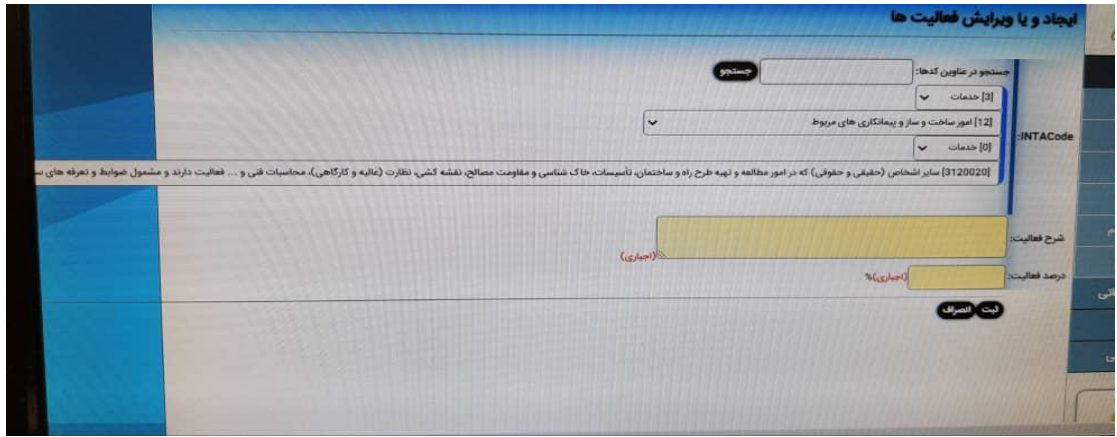 ایجاد و یا ویرایش فعالیت ها
جستجو در عناوین کدها:
جستجو
INTACode:
[3] خدمات
[12] امور ساخت و ساز و پیمانکاری های مربوط
[0] خدمات
[3120020] سایر اشخاص (حقیقی و حقوقی) که در امور مطالعه و تهیه طرح راه و ساختمان، تأسیسات، خاک شناسی و مقاومت مصالح، نقشه کشی، نظارت (عالیه و کارگاهی)، محاسبات فنی و ... فعالیت دارند و مشمول ضوابط و تعرفه های
شرح فعالیت:
(اجباری)
درصد فعالیت:
(اجباری)%
ثبت
انصراف